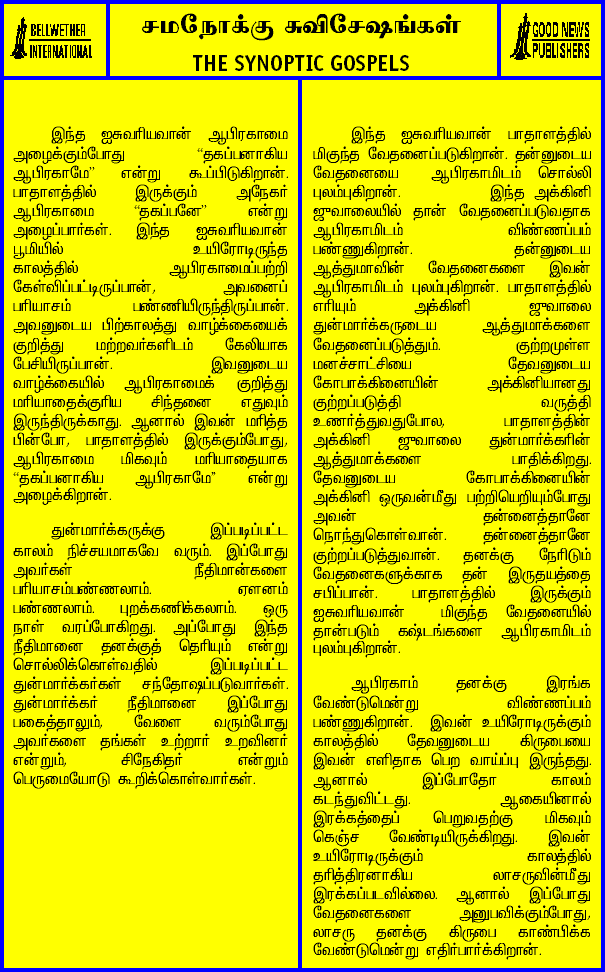 BELLWETHER
INTERNATIONAL
சமநோக்கு சுவிசேஷங்கள்
THE SYNOPTIC GOSPELS
GOOD NEWS
PUBLISHERS
இந்த ஐசுவரியவான் ஆபிரகாமை
அழைக்கும்போது “தகப்பனாகிய
ஆபிரகாமே” என்று கூப்பிடுகிறான்.
பாதாளத்தில் இருக்கும் அநேகர்
ஆபிரகாமை “தகப்பனே” என்று
அழைப்பார்கள். இந்த ஐசுவரியவான்
பூமியில் உயிரோடிருந்த
காலத்தில் ஆபிரகாமைப்பற்றி
கேள்விப்பட்டிருப்பான், அவனைப்
பரியாசம் பண்ணியிருந்திருப்பான்.
அவனுடைய பிற்காலத்து வாழ்க்கையைக்
குறித்து மற்றவர்களிடம் கேலியாக
பேசியிருப்பான். இவனுடைய
வாழ்க்கையில் ஆபிரகாமைக் குறித்து
மரியாதைக்குரிய சிந்தனை எதுவும்
இருந்திருக்காது. ஆனால் இவன் மரித்த
பின்போ, பாதாளத்தில் இருக்கும்போது,
ஆபிரகாமை மிகவும் மரியாதையாக
“தகப்பனாகிய ஆபிரகாமே” என்று
அழைக்கிறான்.
துன்மார்க்கருக்கு இப்படிப்பட்ட
காலம் நிச்சயமாகவே வரும். இப்போது
அவர்கள் நீதிமான்களை
பரியாசம்பண்ணலாம். ஏளனம்
பண்ணலாம். புறக்கணிக்கலாம். ஒரு
நாள் வரப்போகிறது. அப்போது இந்த
நீதிமானை தனக்குத் தெரியும் என்று
சொல்லிக்கொள்வதில் இப்படிப்பட்ட
துன்மார்க்கர்கள் சந்தோஷப்படுவார்கள்.
துன்மார்க்கர் நீதிமானை இப்போது
பகைத்தாலும், வேளை வரும்போது
அவர்களை தங்கள் உற்றார் உறவினர்
என்றும், சிநேகிதர் என்றும்
பெருமையோடு கூறிக்கொள்வார்கள்.
இந்த ஐசுவரியவான் பாதாளத்தில்
மிகுந்த வேதனைப்படுகிறான். தன்னுடைய
வேதனையை ஆபிரகாமிடம் சொல்லி
புலம்புகிறான். இந்த அக்கினி
ஜுவாலையில் தான் வேதனைப்படுவதாக
ஆபிரகாமிடம் விண்ணப்பம்
பண்ணுகிறான். தன்னுடைய
ஆத்துமாவின் வேதனைகளை இவன்
ஆபிரகாமிடம் புலம்புகிறான். பாதாளத்தில்
எரியும் அக்கினி ஜுவாலை
துன்மார்க்கருடைய ஆத்துமாக்களை
வேதனைப்படுத்தும். குற்றமுள்ள
மனச்சாட்சியை தேவனுடைய
கோபாக்கினையின் அக்கினியானது
குற்றப்படுத்தி வருத்தி
உணர்த்துவதுபோல, பாதாளத்தின்
அக்கினி ஜுவாலை துன்மார்க்கரின்
ஆத்துமாக்களை பாதிக்கிறது.
தேவனுடைய கோபாக்கினையின்
அக்கினி ஒருவன்மீது பற்றியெறியும்போது
அவன் தன்னைத்தானே
நொந்துகொள்வான். தன்னைத்தானே
குற்றப்படுத்துவான். தனக்கு நேரிடும்
வேதனைகளுக்காக தன் இருதயத்தை
சபிப்பான். பாதாளத்தில் இருக்கும்
ஐசுவரியவான் மிகுந்த வேதனையில்
தான்படும் கஷ்டங்களை ஆபிரகாமிடம்
புலம்புகிறான்.
ஆபிரகாம் தனக்கு இரங்க
வேண்டுமென்று விண்ணப்பம்
பண்ணுகிறான். இவன் உயிரோடிருக்கும்
காலத்தில் தேவனுடைய கிருபையை
இவன் எளிதாக பெற வாய்ப்பு இருந்தது.
ஆனால் இப்போதோ காலம்
கடந்துவிட்டது. ஆகையினால்
இரக்கத்தைப் பெறுவதற்கு மிகவும்
கெஞ்ச வேண்டியிருக்கிறது. இவன்
உயிரோடிருக்கும் காலத்தில்
தரித்திரனாகிய லாசருவின்மீது
இரக்கப்படவில்லை. ஆனால் இப்போது
வேதனைகளை அனுபவிக்கும்போது,
லாசரு தனக்கு கிருபை காண்பிக்க
வேண்டுமென்று எதிர்பார்க்கிறான்.